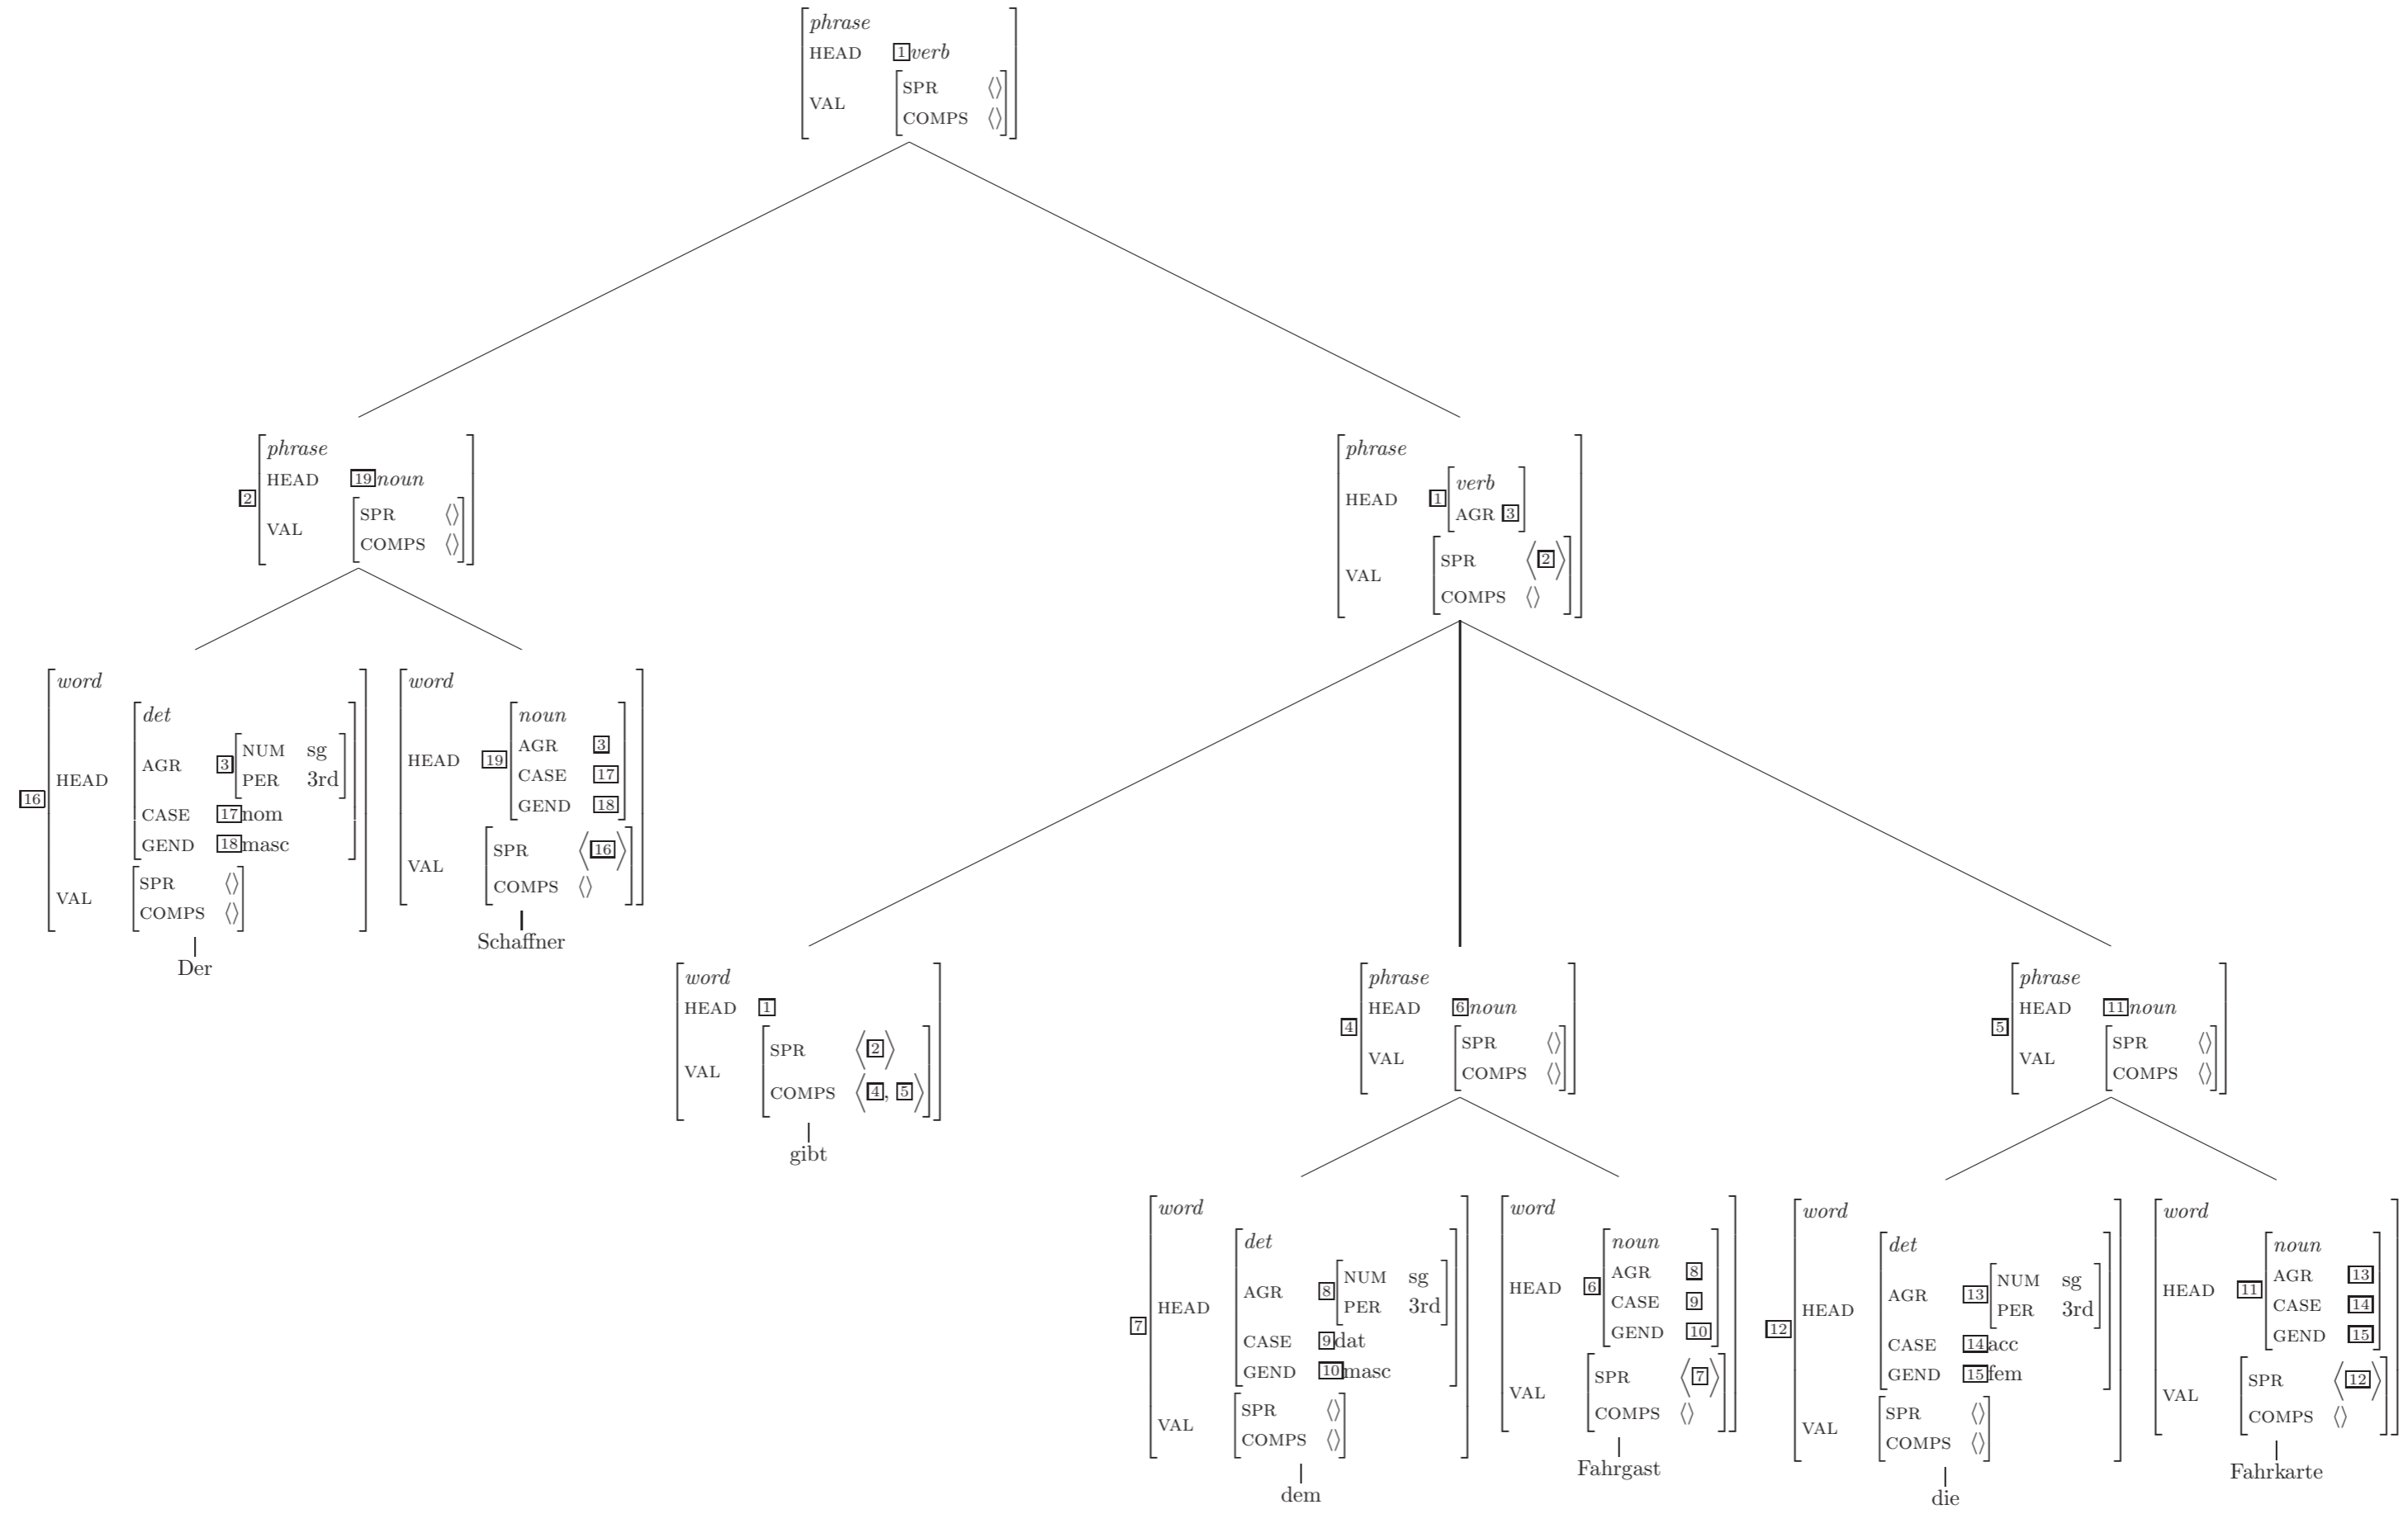 phrase
HEAD 1 verb
VAL
SPR ⟨⟩
COMPS ⟨⟩
2
phrase
HEAD 19 noun
VAL
SPR ⟨⟩
COMPS ⟨⟩
phrase
HEAD 1
verb
AGR 3
VAL
SPR ⟨2⟩
COMPS ⟨⟩
16
word
HEAD
det
AGR 3
NUM sg
PER 3rd
CASE 17 nom
GEND 18 masc
VAL
SPR ⟨⟩
COMPS ⟨⟩
Der
word
HEAD 19
noun
AGR 3
CASE 17
GEND 18
VAL
SPR ⟨16⟩
COMPS ⟨⟩
Schaffner
word
HEAD 1
VAL
SPR ⟨2⟩
COMPS ⟨4, 5⟩
gibt
4
phrase
HEAD 6 noun
VAL
SPR ⟨⟩
COMPS ⟨⟩
5
phrase
HEAD 11 noun
VAL
SPR ⟨⟩
COMPS ⟨⟩
7
word
HEAD
det
AGR 8
NUM sg
PER 3rd
CASE 9 dat
GEND 10 masc
VAL
SPR ⟨⟩
COMPS ⟨⟩
dem
word
HEAD 6
noun
AGR 8
CASE 9
GEND 10
VAL
SPR ⟨7⟩
COMPS ⟨⟩
Fahrgast
12
word
HEAD
det
AGR 13
NUM sg
PER 3rd
CASE 14 acc
GEND 15 fem
VAL
SPR ⟨⟩
COMPS ⟨⟩
die
word
HEAD 11
noun
AGR 13
CASE 14
GEND 15
VAL
SPR ⟨12⟩
COMPS ⟨⟩
Fahrkarte